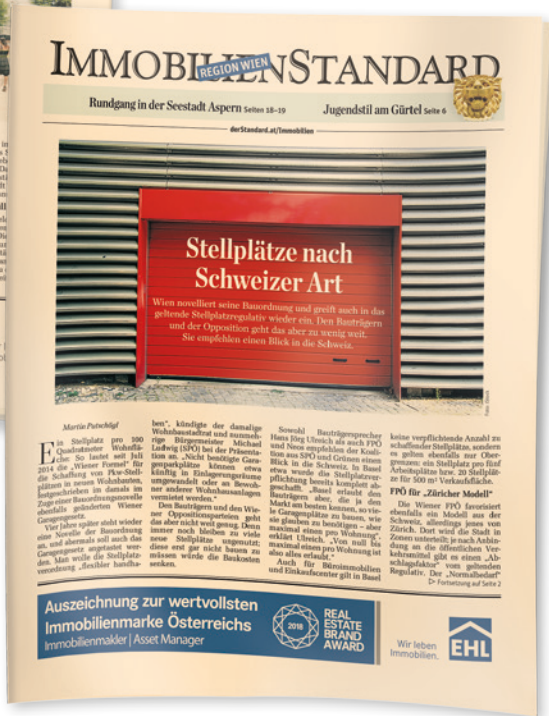 IMMOBILIENSTANDARD
REGION WIEN
Rundgang in der Seestadt Aspern Seiten 18–19
Jugendstil am Gürtel Seite 6
derStandard.at/Immobilien
Stellplätze nach
Schweizer Art
Wien novelliert seine Bauordnung und greift auch in das
geltende Stellplatzregulativ wieder ein. Den Bauträgern
und der Opposition geht das aber zu wenig weit.
Sie empfehlen einen Blick in die Schweiz.
Martin Putschögl
Ein Stellplatz pro 100
Quadratmeter Wohnflä-
che: So lautet seit Juli
2014 die „Wiener Formel“ für
die Schaffung von Pkw-Stell-
plätzen in neuen Wohnbauten,
festgeschrieben im damals im
Zuge einer Bauordnungsnovelle
ebenfalls geänderten Wiener
Garagengesetz.
Vier Jahre später steht wieder
eine Novelle der Bauordnung
an, und abermals soll auch das
Garagengesetz angetastet wer-
den. Man wolle die Stellplatz-
verordnung „flexibler handha-
ben“, kündigte der damalige
Wohnbaustadtrat und nunmeh-
rige Bürgermeister Michael
Ludwig (SPÖ) bei der Präsenta-
tion an. „Nicht benötigte Gara-
genparkplätze können etwa
künftig in Einlagerungsräume
umgewandelt oder an Bewoh-
ner anderer Wohnhausanlagen
vermietet werden.“
Den Bauträgern und den Wie-
ner Oppositionsparteien geht
das aber nicht weit genug. Denn
immer noch bleiben zu viele
neue Stellplätze ungenutzt;
diese erst gar nicht bauen zu
müssen würde die Baukosten
senken.
Sowohl Bauträgersprecher
Hans Jörg Ulreich als auch FPÖ
und Neos empfehlen der Koali-
tion aus SPÖ und Grünen einen
Blick in die Schweiz. In Basel
etwa wurde die Stellplatzver-
pflichtung bereits komplett ab-
geschafft. „Basel erlaubt den
Bauträgern aber, die ja den
Markt am besten kennen, so vie-
le Garagenplätze zu bauen, wie
sie glauben zu benötigen – aber
maximal einen pro Wohnung“,
erklärt Ulreich. „Von null bis
maximal einen pro Wohnung ist
also alles erlaubt.“
Auch für Büroimmobilien
und Einkaufscenter gilt in Basel
keine verpflichtende Anzahl zu
schaffender Stellplätze, sondern
es gelten ebenfalls nur Ober-
grenzen: ein Stellplatz pro fünf
Arbeitsplätze bzw. 20 Stellplät-
ze für 500 m² Verkaufsfläche.
FPÖ für „Züricher Modell“
Die Wiener FPÖ favorisiert
ebenfalls ein Modell aus der
Schweiz, allerdings jenes von
Zürich. Dort wird die Stadt in
Zonen unterteilt; je nach Anbin-
dung an die öffentlichen Ver-
kehrsmittel gibt es einen „Ab-
schlagsfaktor“ vom geltenden
Regulativ. Der „Normalbedarf“
▷ Fortsetzung auf Seite 2
Auszeichnung zur wertvollsten
Immobilienmarke Österreichs
Immobilienmakler | Asset Manager
2018
REAL
ESTATE
BRAND
AWARD
Wir leben
Immobilien.
EHL